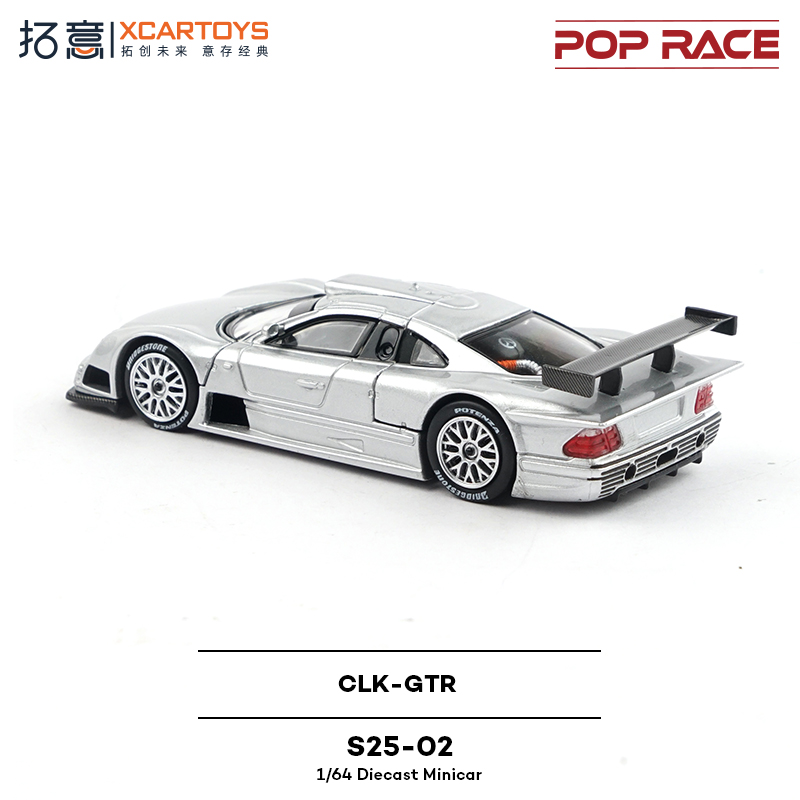 拓意 XCARTOYS
拓创未来 意存经典
POP RACE
BRIDGESTONE
POTENZA
POTENZA
BRIDGESTONE
CLK-GTR
S25-02
1/64 Diecast Minicar